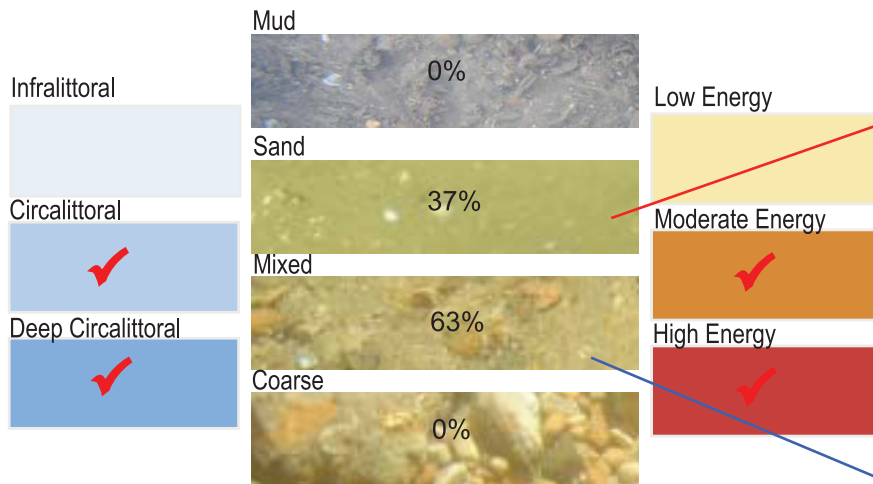 Infralittoral
Circalittoral
Deep Circalittoral
Mud
0%
Sand
37%
Mixed
63%
Coarse
0%
Low Energy
Moderate Energy
High Energy